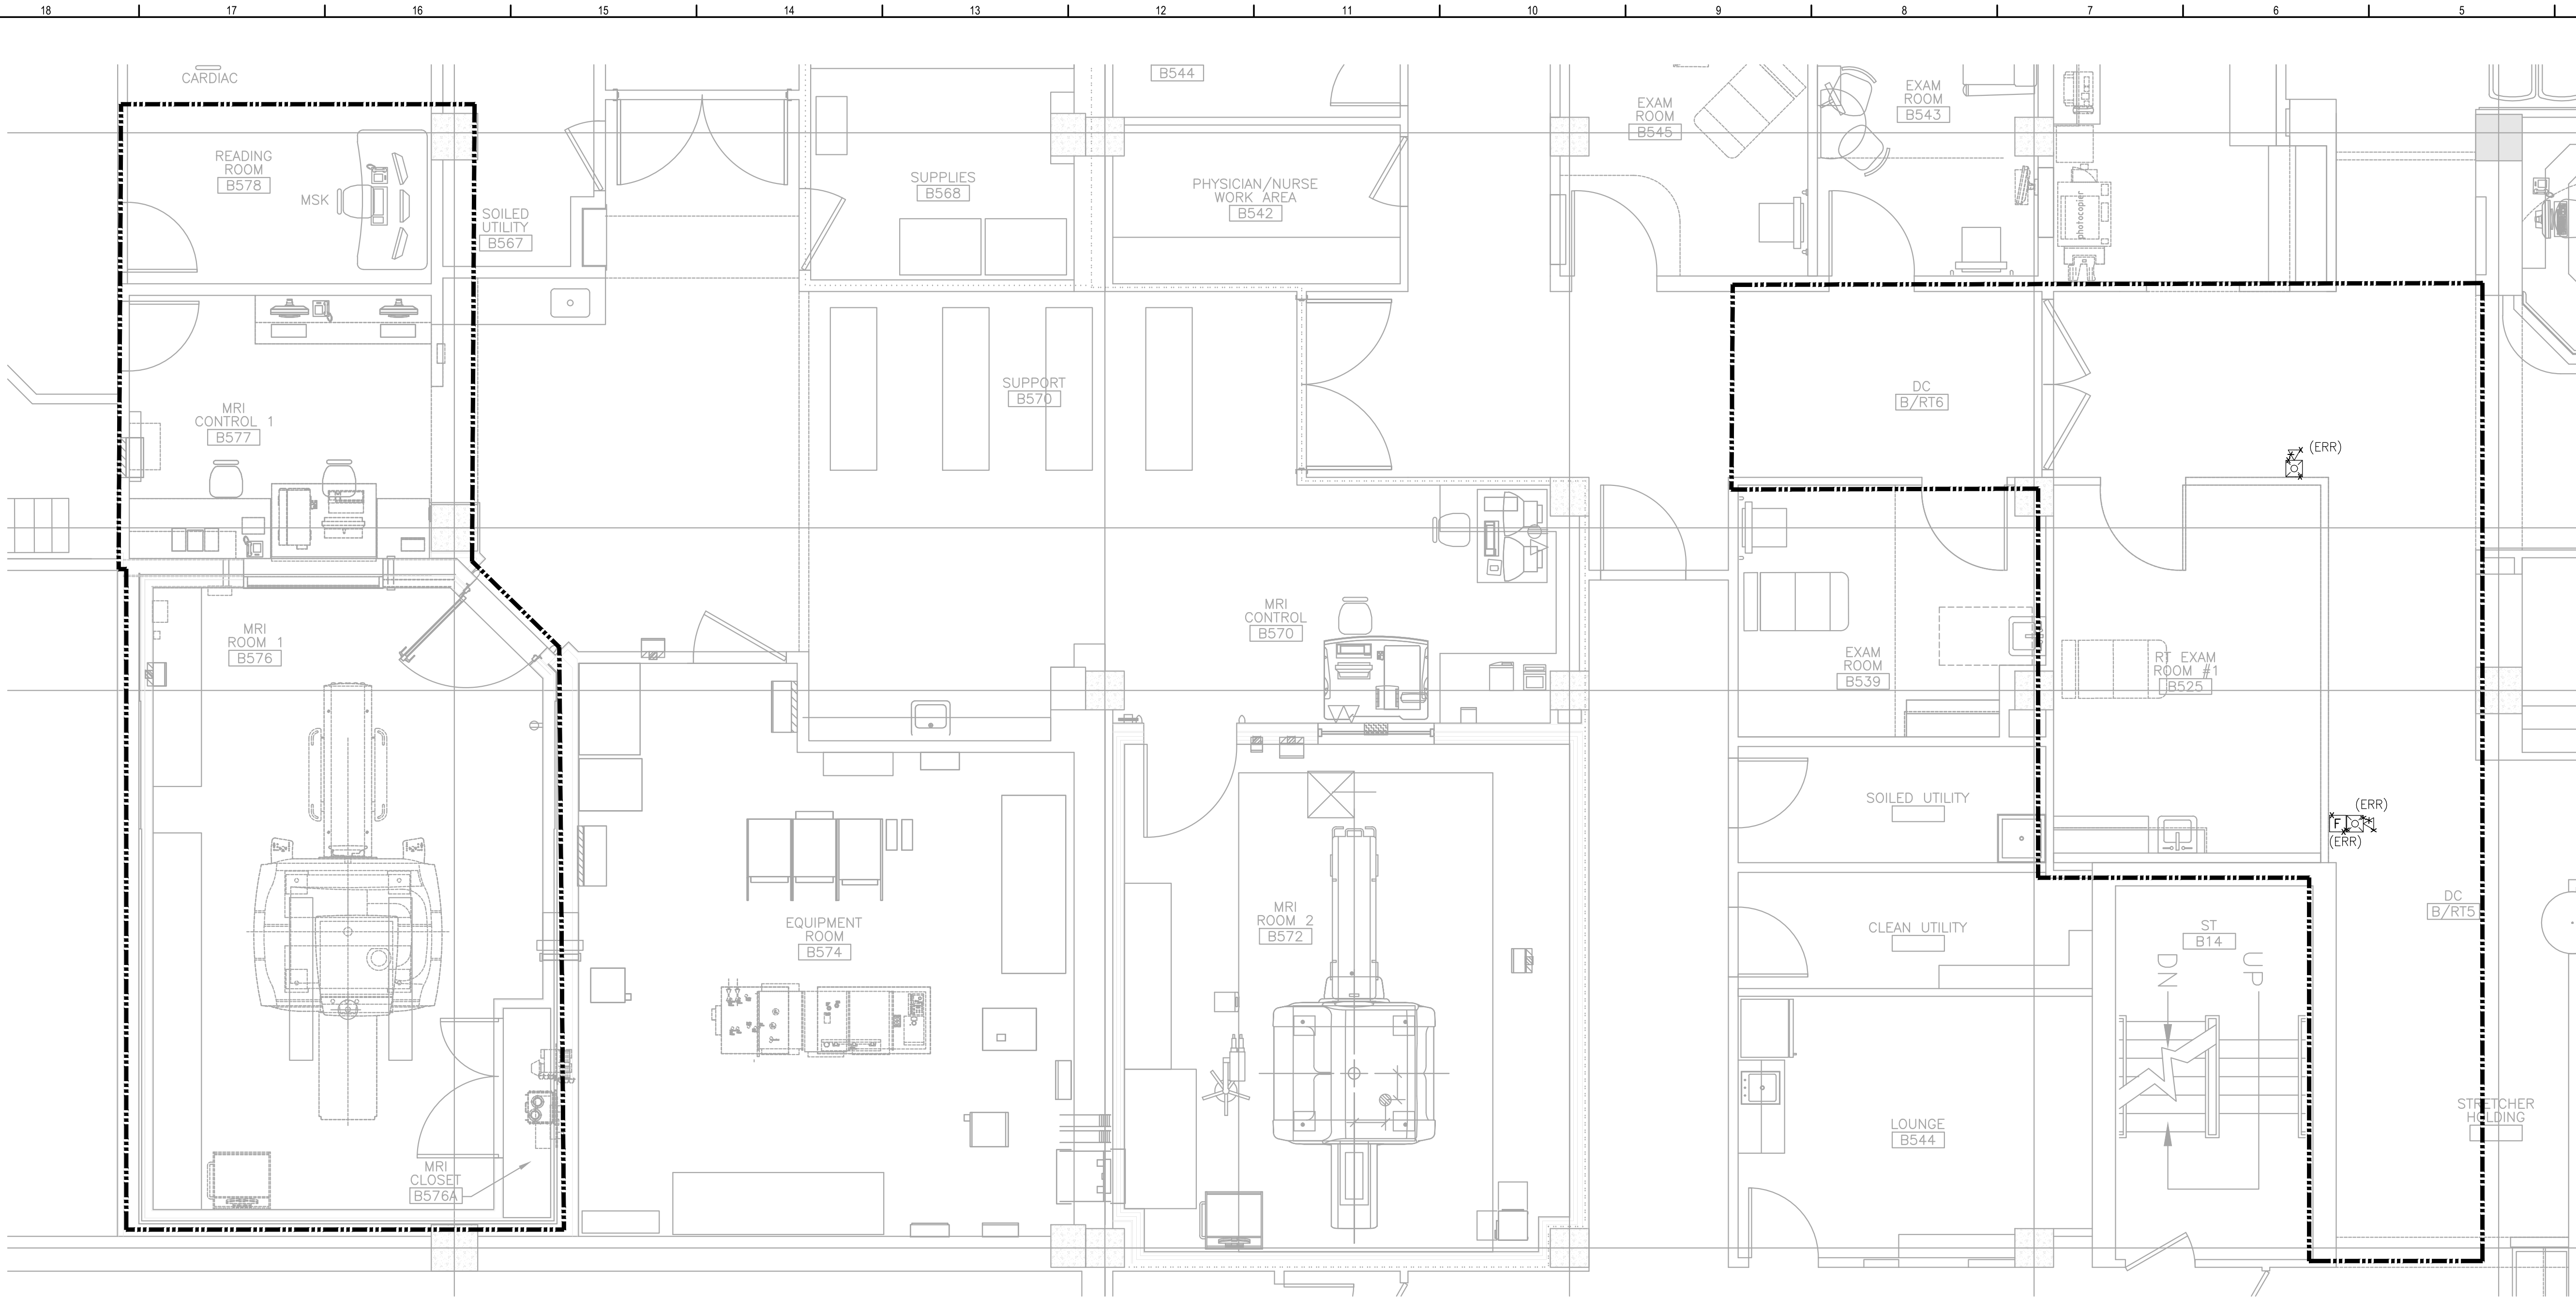 18 17 16 15 14 13 12 11 10 9 8 7 6 5
CARDIAC
READING
ROOM
B578
MSK
SOILED
UTILITY
B567
SUPPLIES
B568
B544
PHYSICIAN/NURSE
WORK AREA
B542
EXAM
ROOM
B545
EXAM
ROOM
B543
photocopier
MRI
CONTROL 1
B577
SUPPORT
B570
DC
B/RT6
(ERR)
MRI
ROOM 1
B576
MRI
CONTROL
B570
EXAM
ROOM
B539
RT EXAM
ROOM #1
B525
SOILED UTILITY
(ERR)
F
(ERR)
EQUIPMENT
ROOM
B574
MRI
ROOM 2
B572
CLEAN UTILITY
ST
B14
DN
UP
DC
B/RT5
MRI
CLOSET
B576A
LOUNGE
B544
STRETCHER
HOLDING